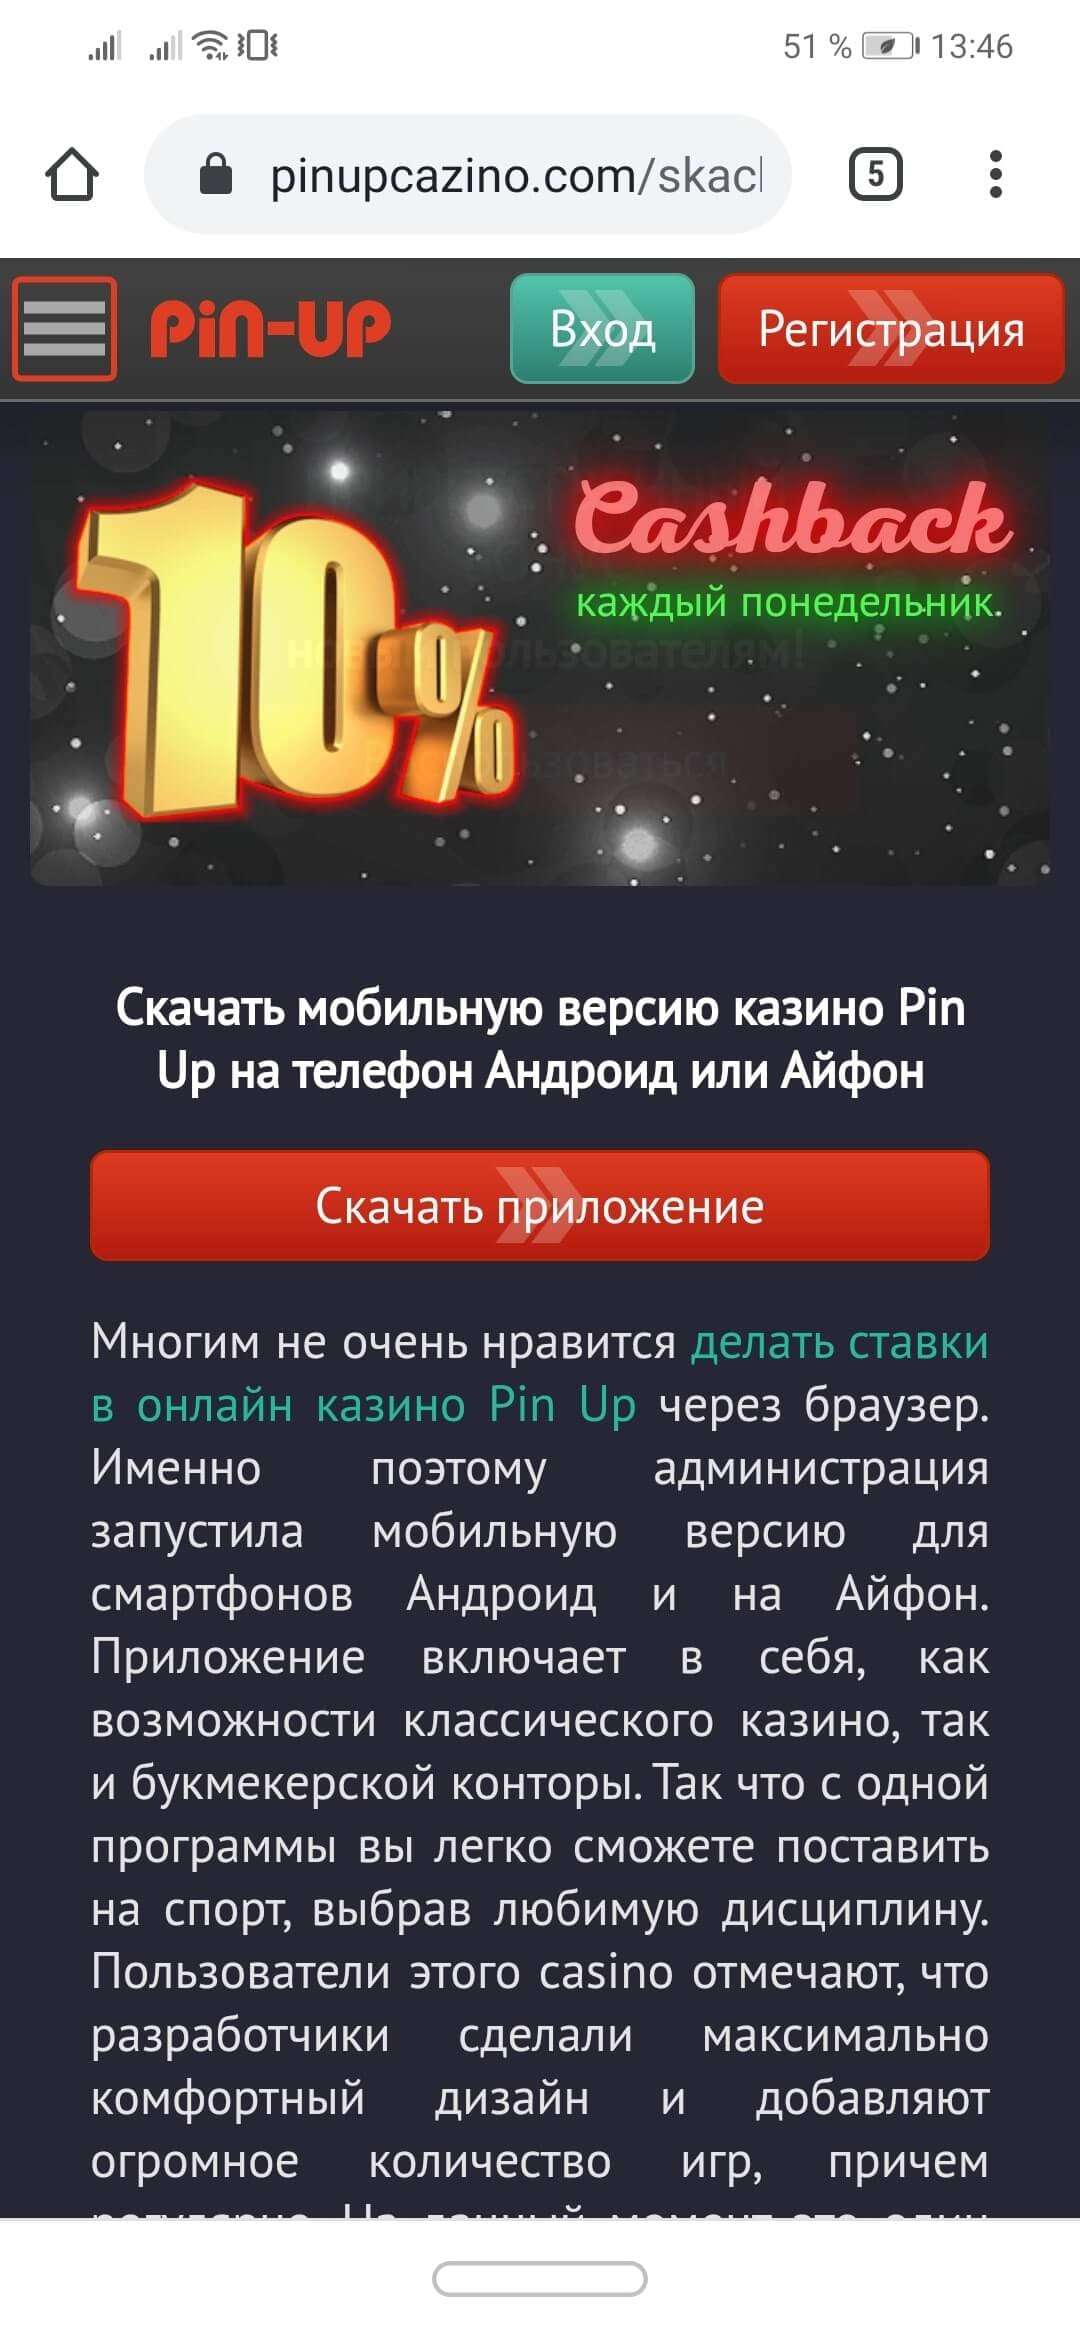 51 % 13:46
pinupcazino.com/skac
5
PiN-UP
Вход
Регистрация
10%
Cashback
каждый понедельник.
новым пользователям!
Скачать мобильную версию казино Pin
Up на телефон Андроид или Айфон
Скачать приложение
Многим не очень нравится делать ставки
в онлайн казино Pin Up через браузер.
Именно поэтому администрация
запустила мобильную версию для
смартфонов Андроид и на Айфон.
Приложение включает в себя, как
возможности классического казино, так
и букмекерской конторы. Так что с одной
программы вы легко сможете поставить
на спорт, выбрав любимую дисциплину.
Пользователи этого casino отмечают, что
разработчики сделали максимально
комфортный дизайн и добавляют
огромное количество игр, причем